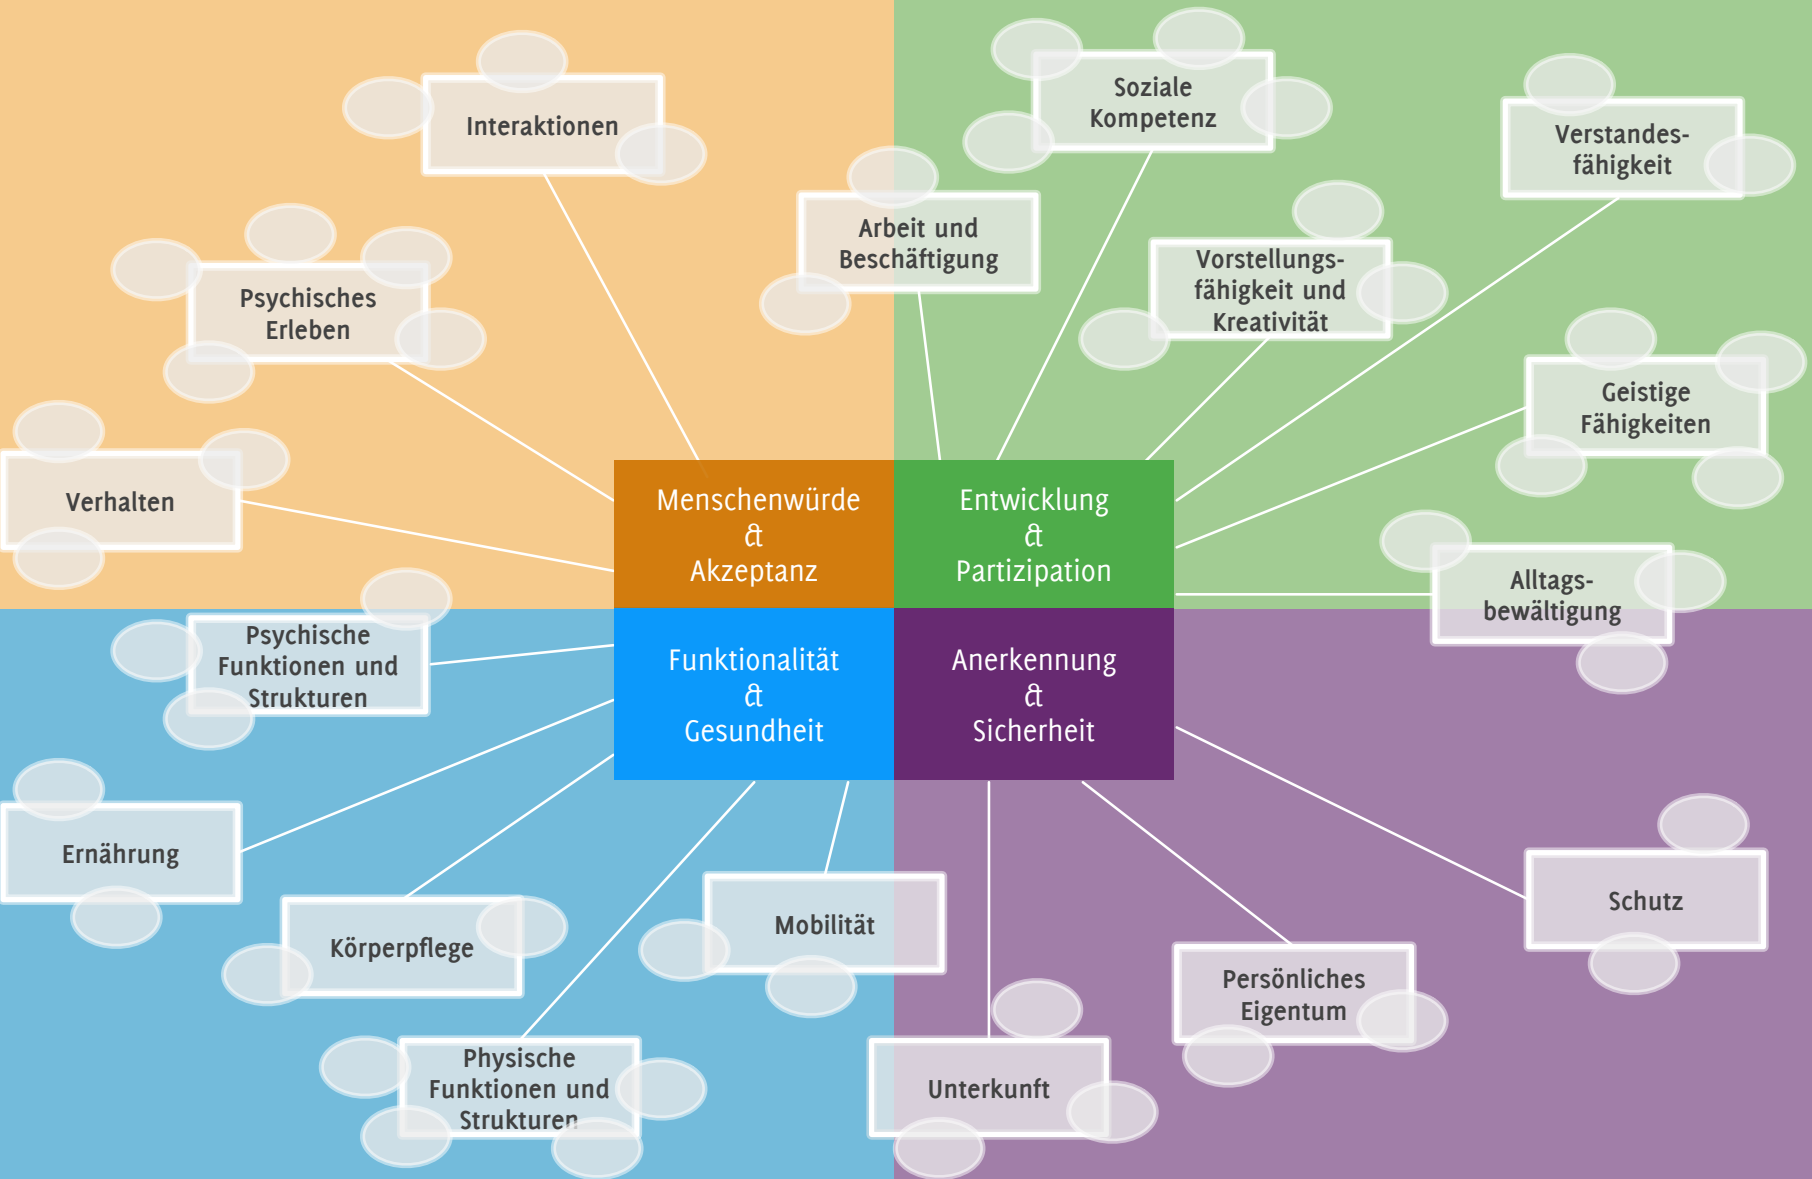 Interaktionen
Psychisches
Erleben
Verhalten
Soziale
Kompetenz
Verstandes-
fähigkeit
Arbeit und
Beschäftigung
Vorstellungs-
fähigkeit und
Kreativität
Geistige
Fähigkeiten
Alltags-
bewältigung
Menschenwürde
&
Akzeptanz
Entwicklung
&
Partizipation
Funktionalität
&
Gesundheit
Anerkennung
&
Sicherheit
Psychische
Funktionen und
Strukturen
Ernährung
Körperpflege
Mobilität
Physische
Funktionen und
Strukturen
Unterkunft
Persönliches
Eigentum
Schutz